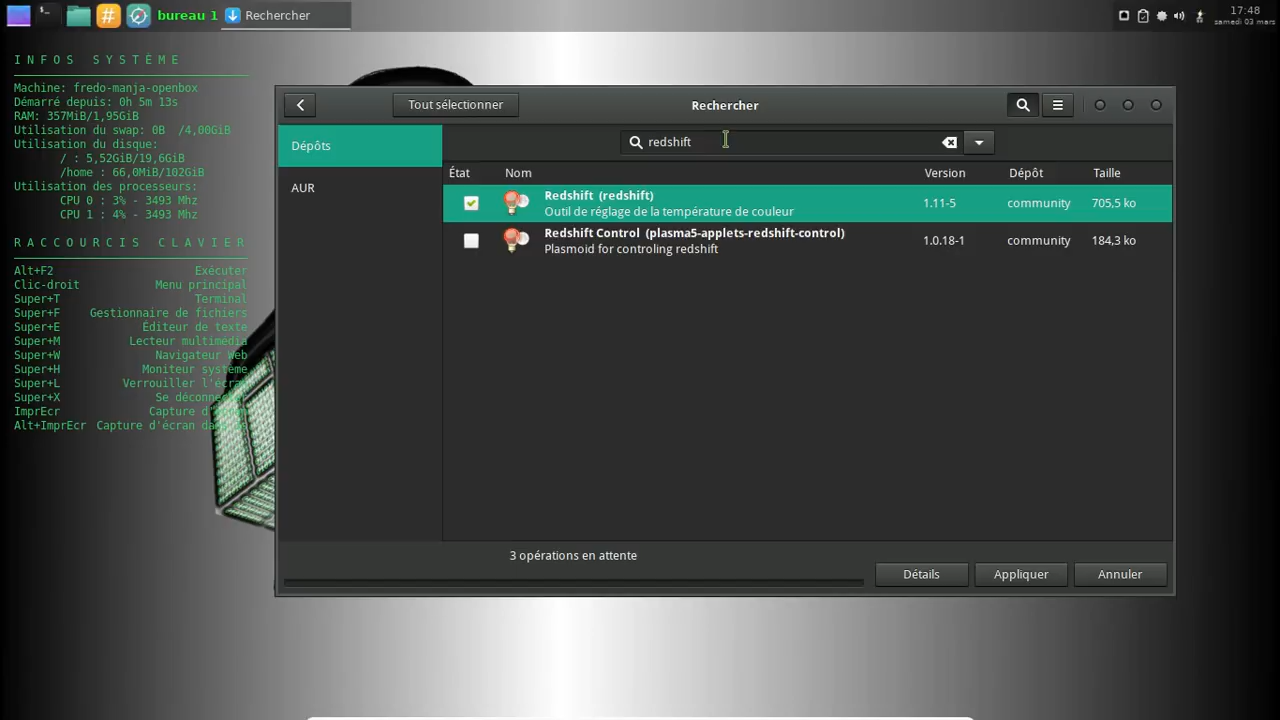 bureau 1
Rechercher
17:48
samedi 03 mars
INFOS SYSTÈME
Machine: fredo-manja-openbox
Démarré depuis: 0h 5m 13s
RAM: 357MiB/1,95GiB
Utilisation du swap: 0B /4,00GiB
Utilisation du disque:
/ : 5,52GiB/19,6GiB
/home : 66,0MiB/102GiB
Utilisation des processeurs:
CPU 0 : 3% - 3493 Mhz
CPU 1 : 4% - 3493 Mhz
RACCOURCIS CLAVIER
Alt+F2 Exécuter
Clic-droit Menu principal
Super+T Terminal
Super+F Gestionnaire de fichiers
Super+E Éditeur de texte
Super+M Lecteur multimédia
Super+W Navigateur Web
Super+H Moniteur système
Super+L Verrouiller l'écran
Super+X Se déconnecter
ImprEcr Capture d'écran
Alt+ImprEcr Capture d'écran
Tout sélectionner
Rechercher
Dépôts
AUR
redshift
État Nom Version Dépôt Taille
Redshift (redshift) 1.11-5 community 705,5 ko
Outil de réglage de la température de couleur
Redshift Control (plasma5-applets-redshift-control) 1.0.18-1 community 184,3 ko
Plasmoid for controling redshift
3 opérations en attente
Détails Appliquer Annuler